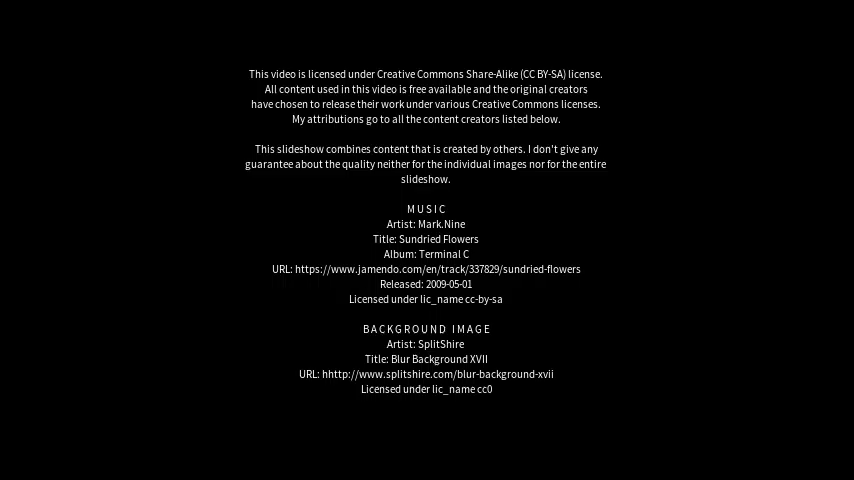 This video is licensed under Creative Commons Share-Alike (CC BY-SA) license.
All content used in this video is free available and the original creators
have chosen to release their work under various Creative Commons licenses.
My attributions go to all the content creators listed below.
This slideshow combines content that is created by others. I don't give any
guarantee about the quality neither for the individual images nor for the entire
slideshow.
MUSIC
Artist: Mark.Nine
Title: Sundried Flowers
Album: Terminal C
URL: https://www.jamendo.com/en/track/337829/sundried-flowers
Released: 2009-05-01
Licensed under lic_name cc-by-sa
BACKGROUND IMAGE
Artist: SplitShire
Title: Blur Background XVII
URL: hhttp://www.splitshire.com/blur-background-xvii
Licensed under lic_name cc0